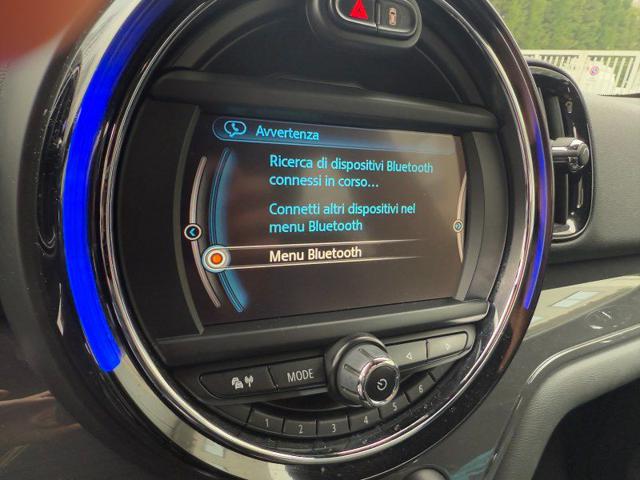 Avvertenza
Ricerca di dispositivi Bluetooth
connessi in corso...
Connetti altri dispositivi nel
menu Bluetooth
Menu Bluetooth
MODE
1 2 3 4 5 6